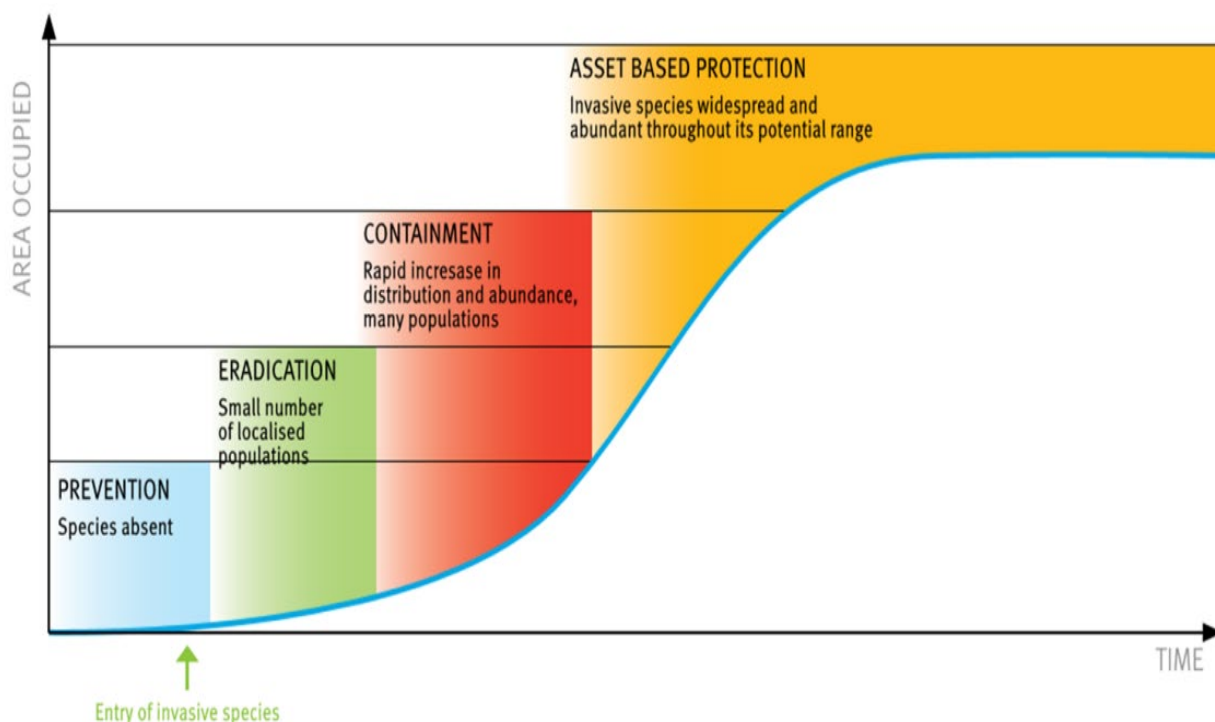 AREA OCCUPIED
ASSET BASED PROTECTION
Invasive species widespread and
abundant throughout its potential range
CONTAINMENT
Rapid incresase in
distribution and abundance,
many populations
ERADICATION
Small number
of localised
populations
PREVENTION
Species absent
TIME
Entry of invasive species